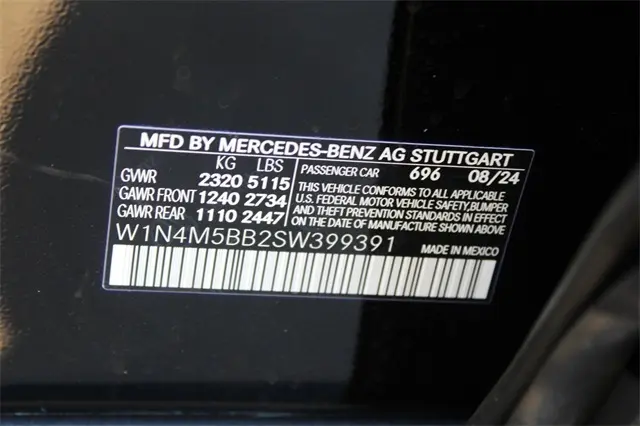 MFD BY MERCEDES-BENZ AG STUTTGART
KG LBS
GVWR 2320 5115
GAWR FRONT 1240 2734
GAWR REAR 1110 2447
PASSENGER CAR 696 08/24
THIS VEHICLE CONFORMS TO ALL APPLICABLE
U.S. FEDERAL MOTOR VEHICLE SAFETY,BUMPER
AND THEFT PREVENTION STANDARDS IN EFFECT
ON THE DATE OF MANUFACTURE SHOWN ABOVE
W1N4M5BB2SW399391
MADE IN MEXICO